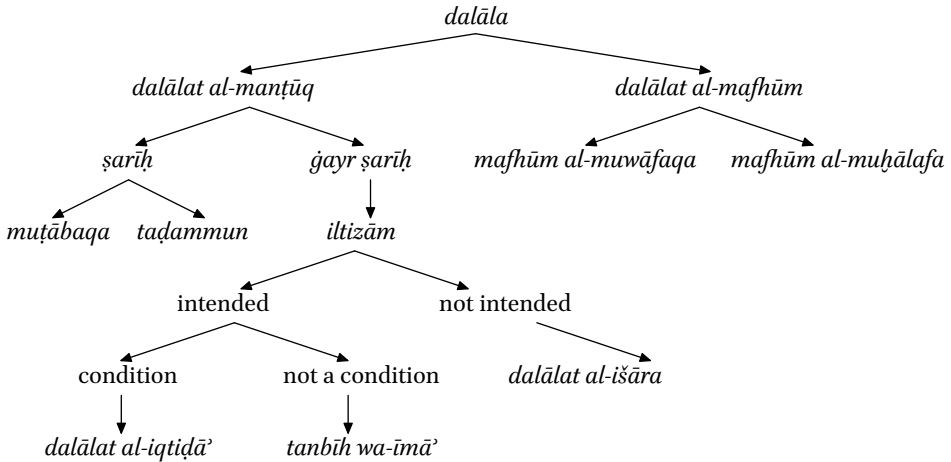 dalāla
dalālat al-manṭūq dalālat al-mafhūm
ṣarīḥ ġayr ṣarīḥ mafhūm al-muwāfaqa mafhūm al-muḫālafa
muṭābaqa taḍammun iltizām
intended not intended
condition not a condition dalālat al-išāra
dalālat al-iqtiḍāʾ tanbīh wa-īmāʾ